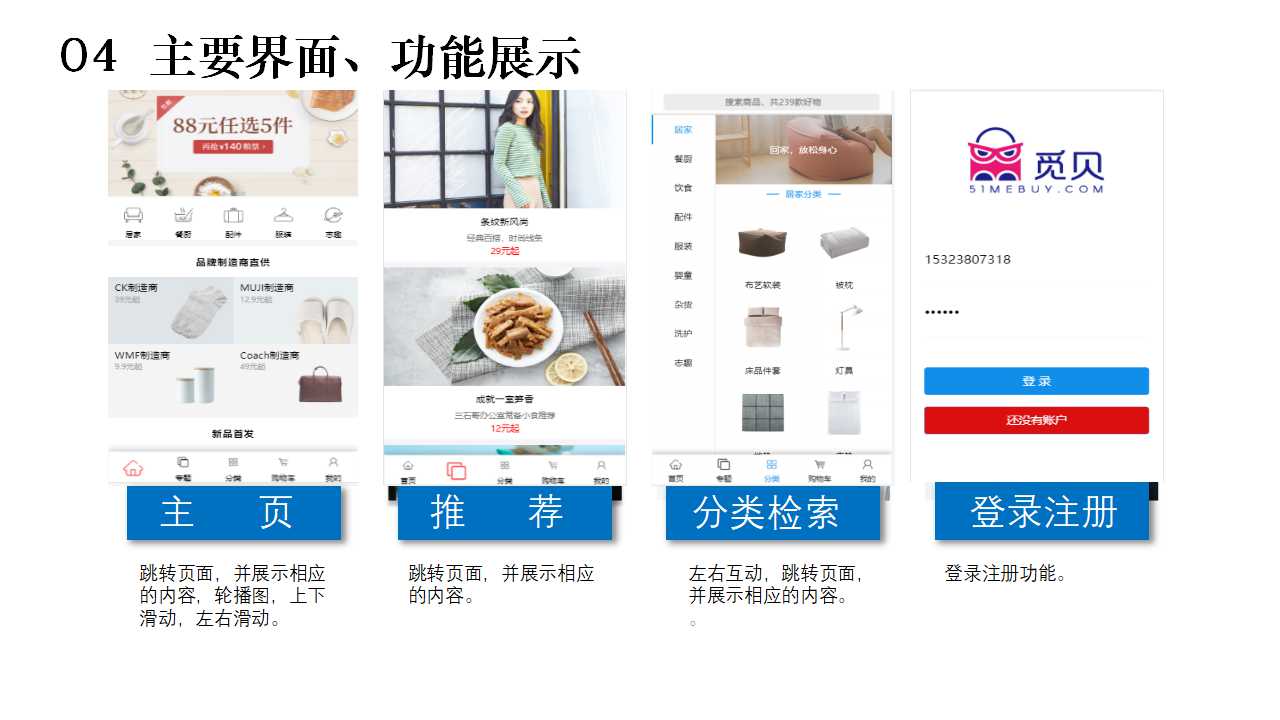 04 主要界面、功能展示
88元任选5件
再抢¥140粮票 >
居家
餐厨
配件
服装
志趣
品牌制造商直供
CK制造商
39元起
MUJI制造商
12.9元起
WMF制造商
9.9元起
Coach制造商
49元起
新品首发
专题
分类
购物车
我的
条纹新风尚
经典百搭，时尚线条
29元起
成就一室笋香
三石哥办公室常备小食推荐
12元起
首页
分类
购物车
我的
搜索商品，共239款好物
居家
餐厨
饮食
配件
服装
婴童
杂货
洗护
志趣
回家，放松身心
居家分类
布艺软装
被枕
床品件套
灯具
首页
专题
分类
购物车
我的
觅贝
51MEBUY.COM
15323807318
••••••
登 录
还没有账户
主 页
推 荐
分类检索
登录注册
跳转页面，并展示相应
的内容，轮播图，上下
滑动，左右滑动。
跳转页面，并展示相应
的内容。
左右互动，跳转页面，
并展示相应的内容。
。
登录注册功能。